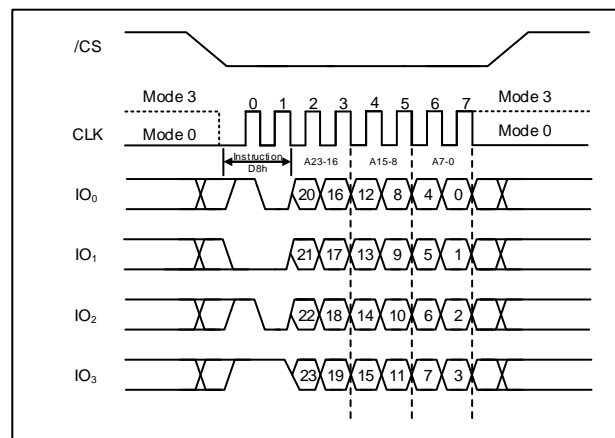 /CS
Mode 3 0 1 2 3 4 5 6 7 Mode 3
CLK Mode 0 Mode 0
Instruction A23-16 A15-8 A7-0
D8h
IO0 20 16 12 8 4 0
IO1 21 17 13 9 5 1
IO2 22 18 14 10 6 2
IO3 23 19 15 11 7 3